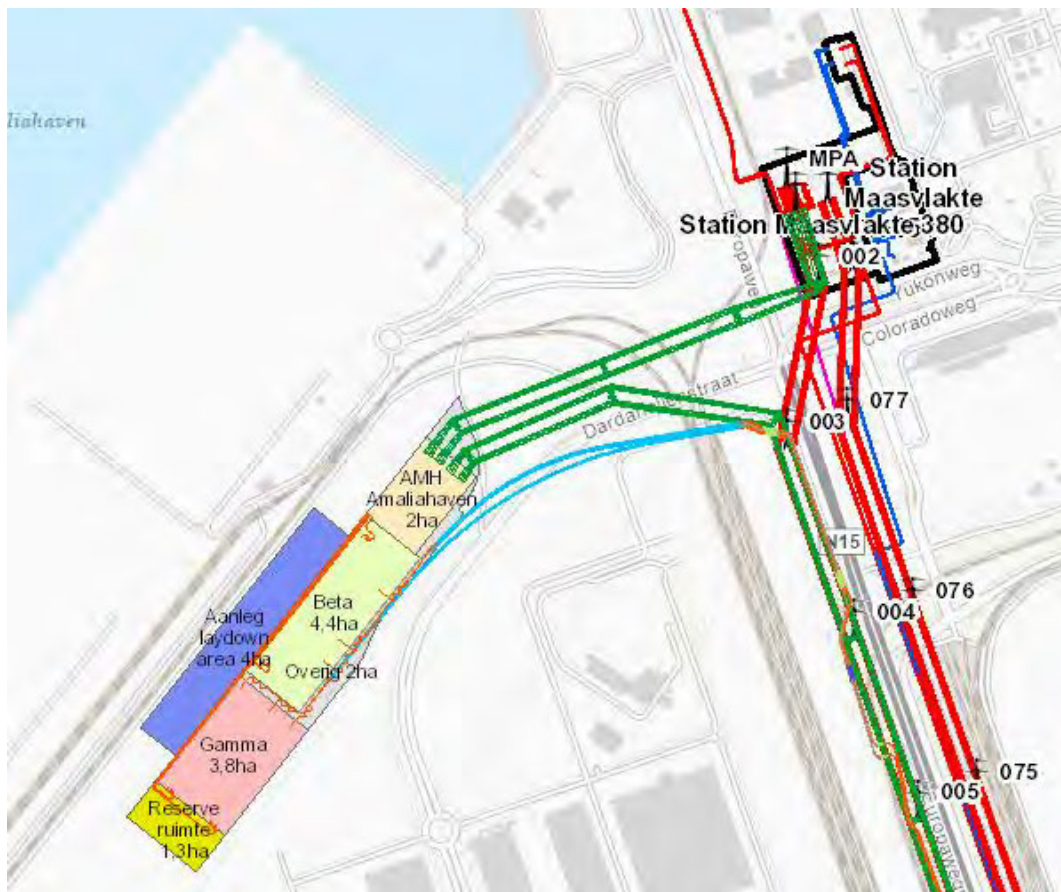 liahaven
MPA
Station
Maasvlakte
Station Maasvlakte 380
002
Yukonweg
Coloradoweg
077
003
AMH
Amaliahaven
2ha
N15
Beta
4,4ha
076
004
Aanleg
laydown
area 4ha
Overig 2ha
Gamma
3,8ha
075
005
Reserve
ruimte
1,3ha
Europaweg